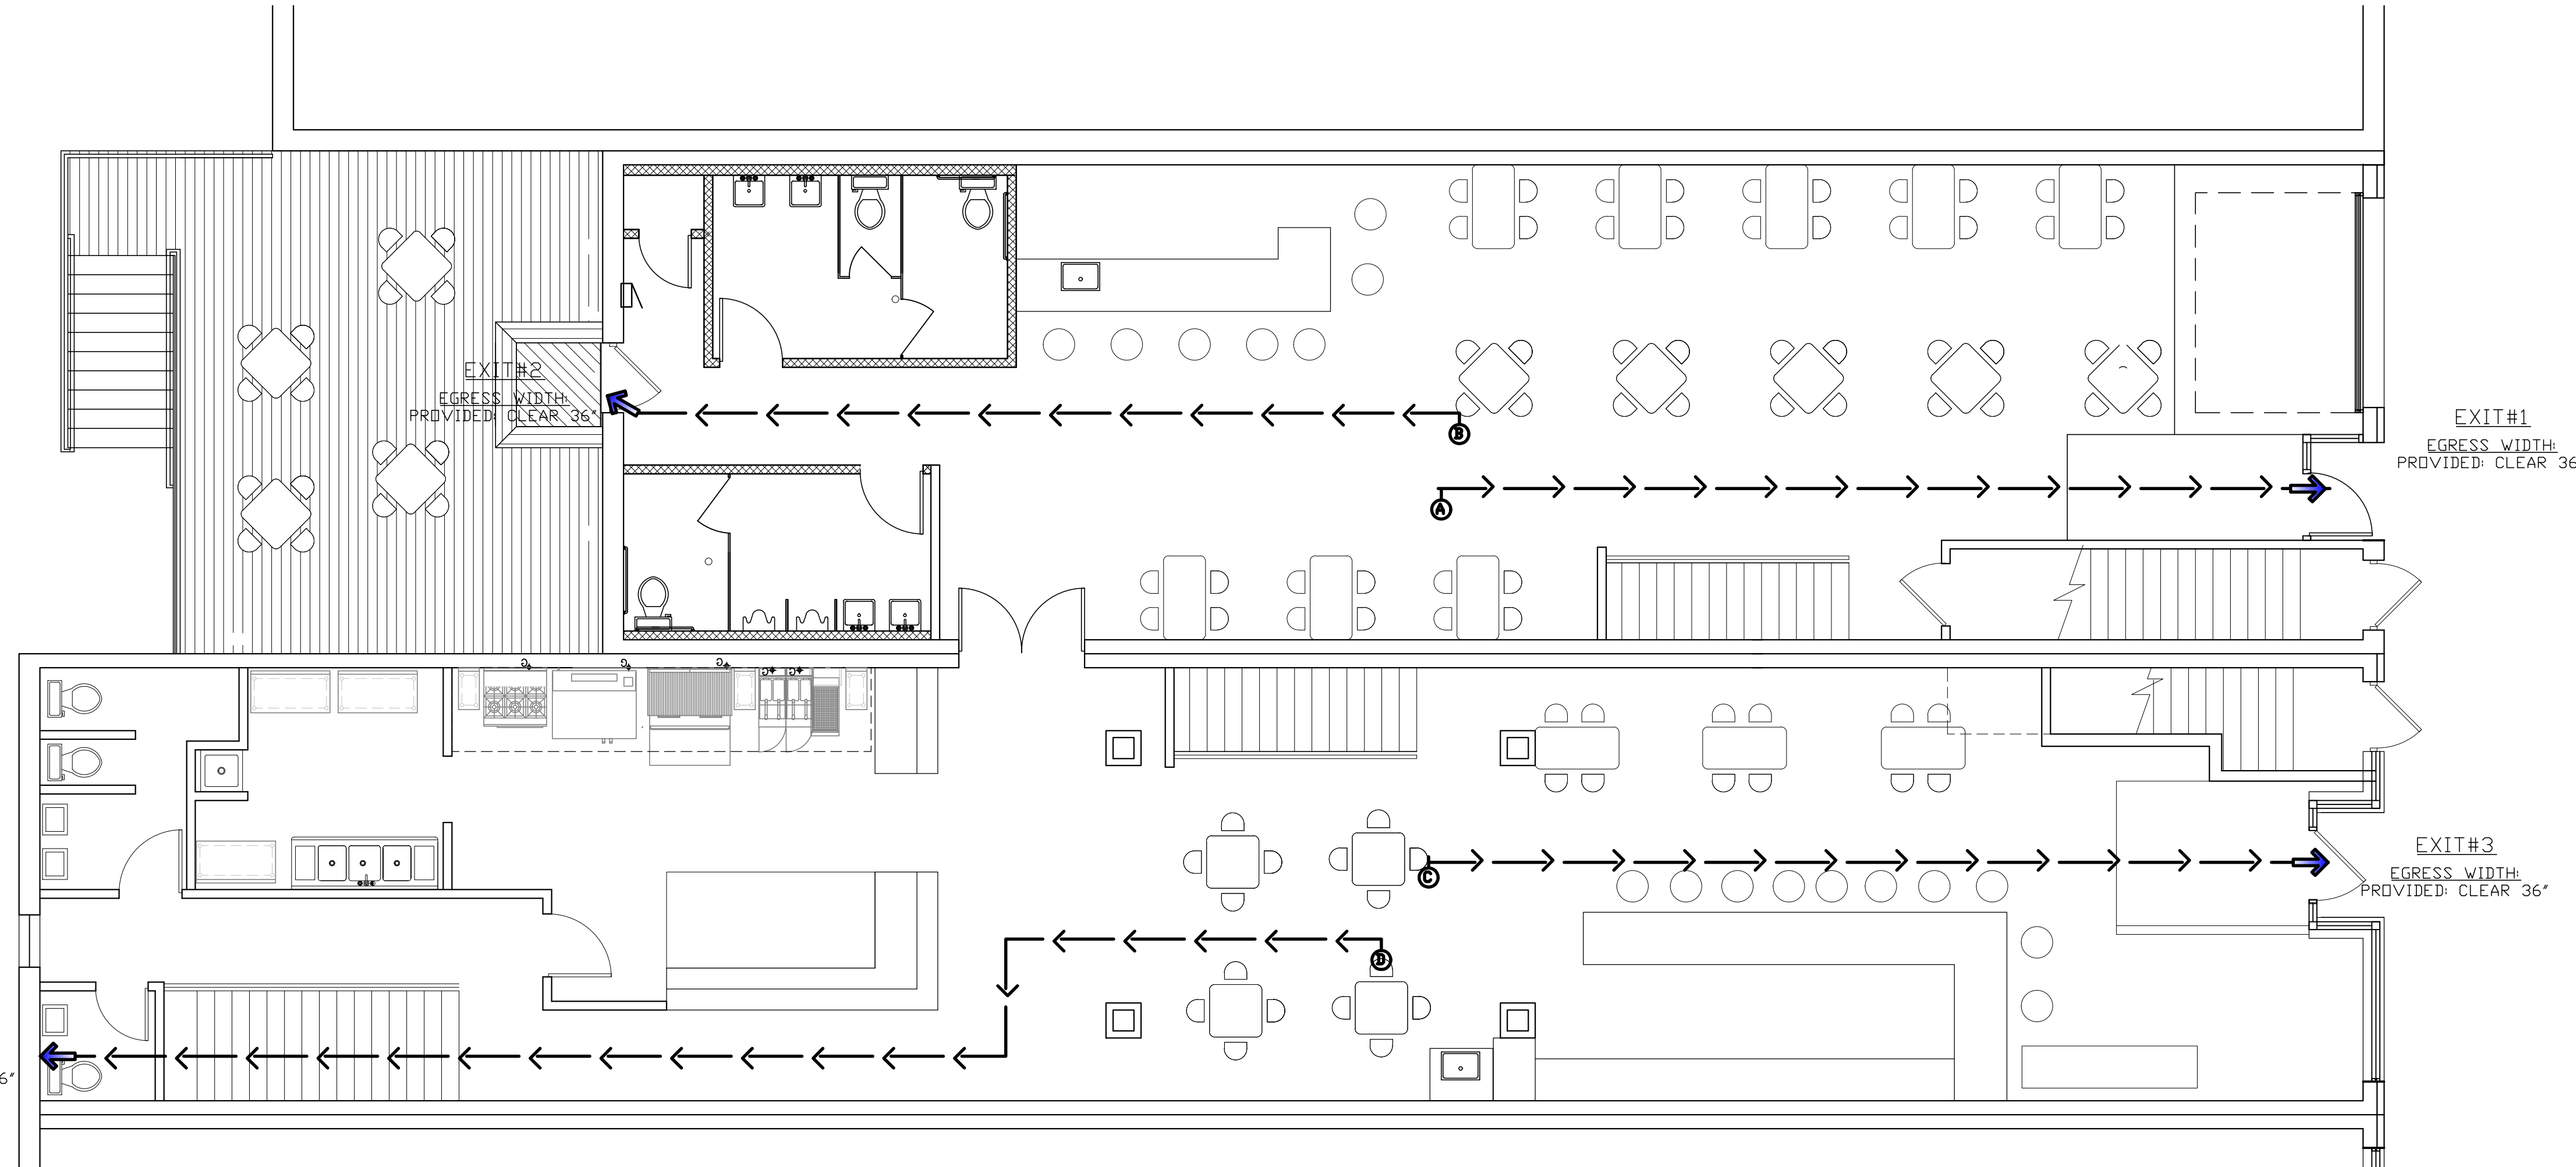 EXIT#2
EGRESS WIDTH:
PROVIDED: CLEAR 36"
B
EXIT#1
EGRESS WIDTH:
PROVIDED: CLEAR 36
A
G
G
G
G
G
EXIT#3
EGRESS WIDTH:
PROVIDED: CLEAR 36"
C
D
6"